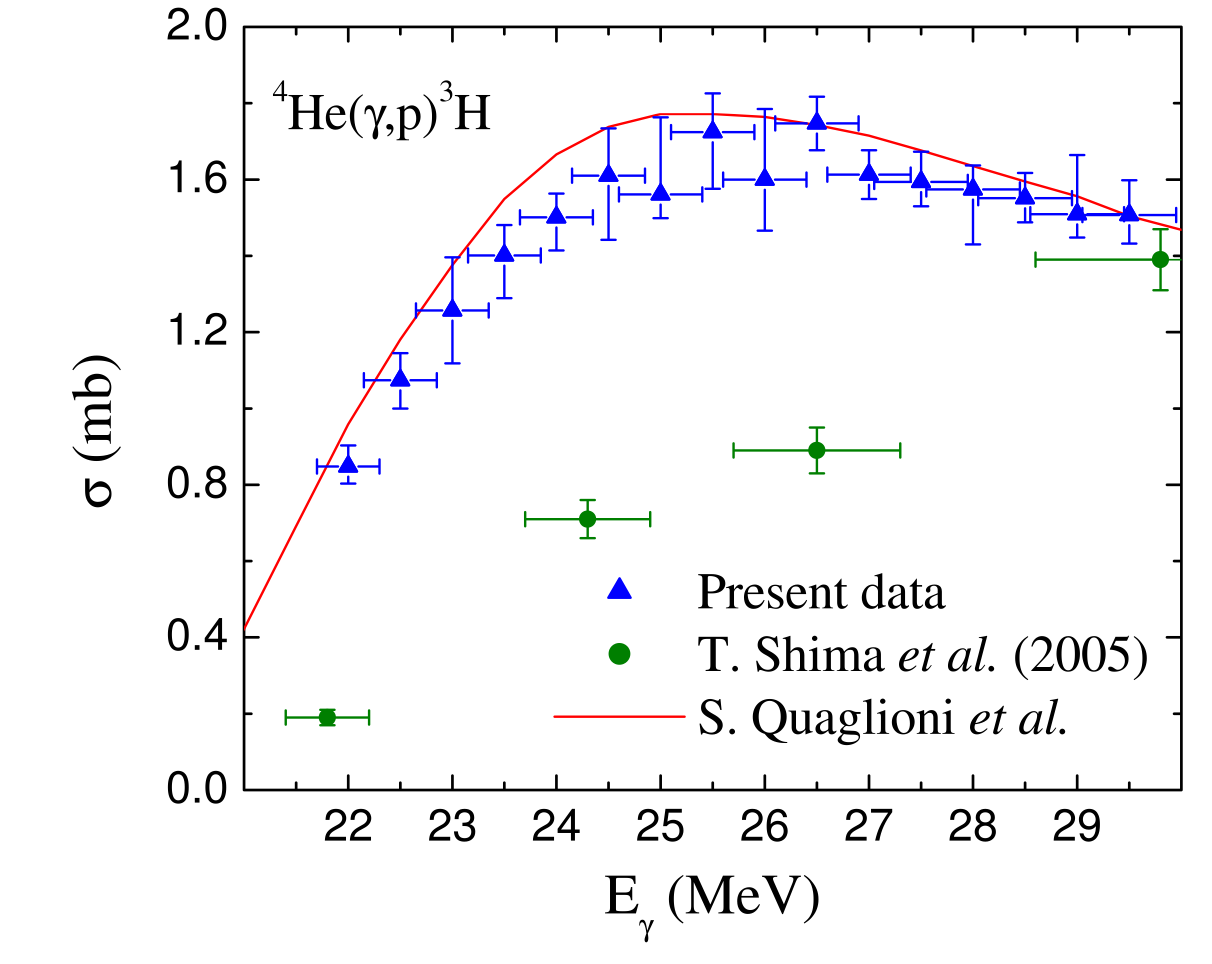 2.0
⁴He(γ,p)³H
1.6
1.2
σ (mb)
0.8
Present data
0.4
T. Shima et al. (2005)
S. Quaglioni et al.
0.0
22 23 24 25 26 27 28 29
Eγ (MeV)